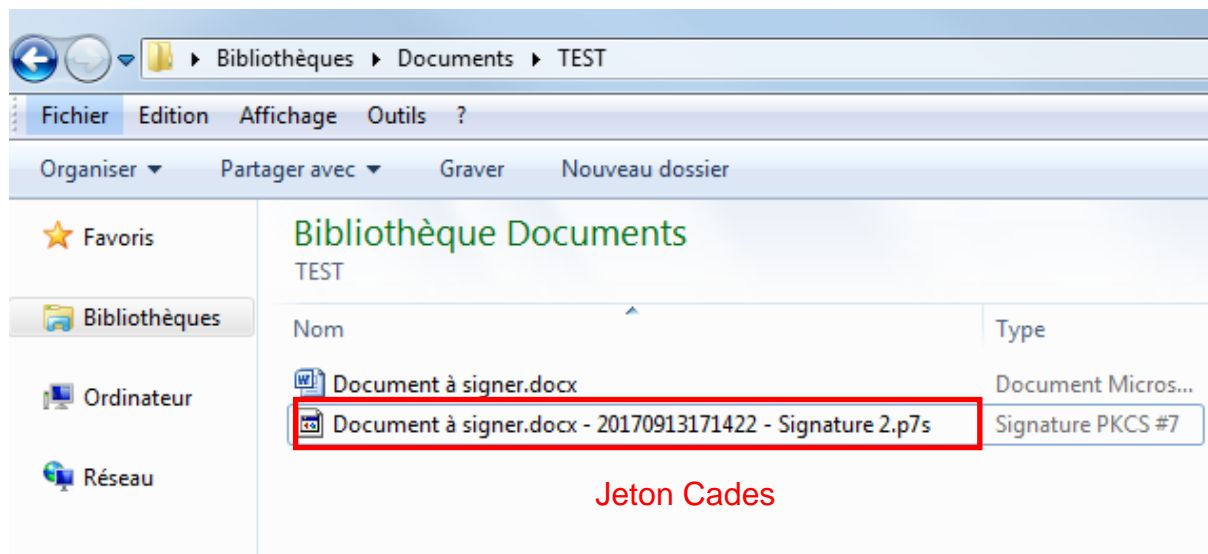 Bibliothèques Documents TEST
Fichier Edition Affichage Outils ?
Organiser Partager avec Graver Nouveau dossier
Favoris
Bibliothèques
Ordinateur
Réseau
Bibliothèque Documents
TEST
Nom Type
Document à signer.docx Document Micros...
Document à signer.docx - 20170913171422 - Signature 2.p7s Signature PKCS #7
Jeton Cades